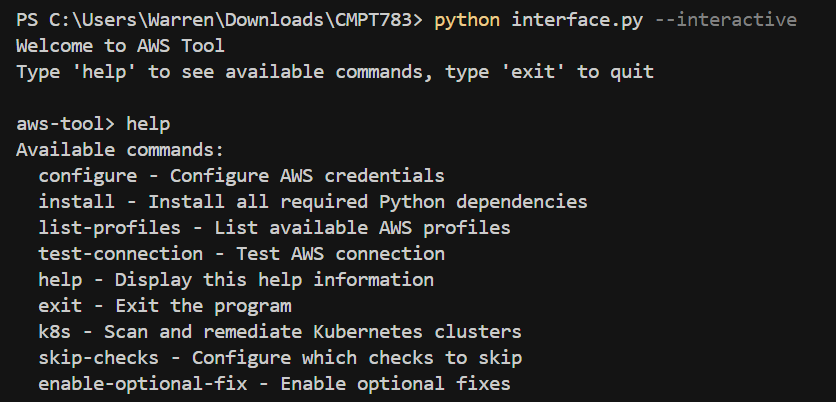 PS C:\Users\Warren\Downloads\CMPT783> python interface.py --interactive
Welcome to AWS Tool
Type 'help' to see available commands, type 'exit' to quit
aws-tool> help
Available commands:
configure - Configure AWS credentials
install - Install all required Python dependencies
list-profiles - List available AWS profiles
test-connection - Test AWS connection
help - Display this help information
exit - Exit the program
k8s - Scan and remediate Kubernetes clusters
skip-checks - Configure which checks to skip
enable-optional-fix - Enable optional fixes